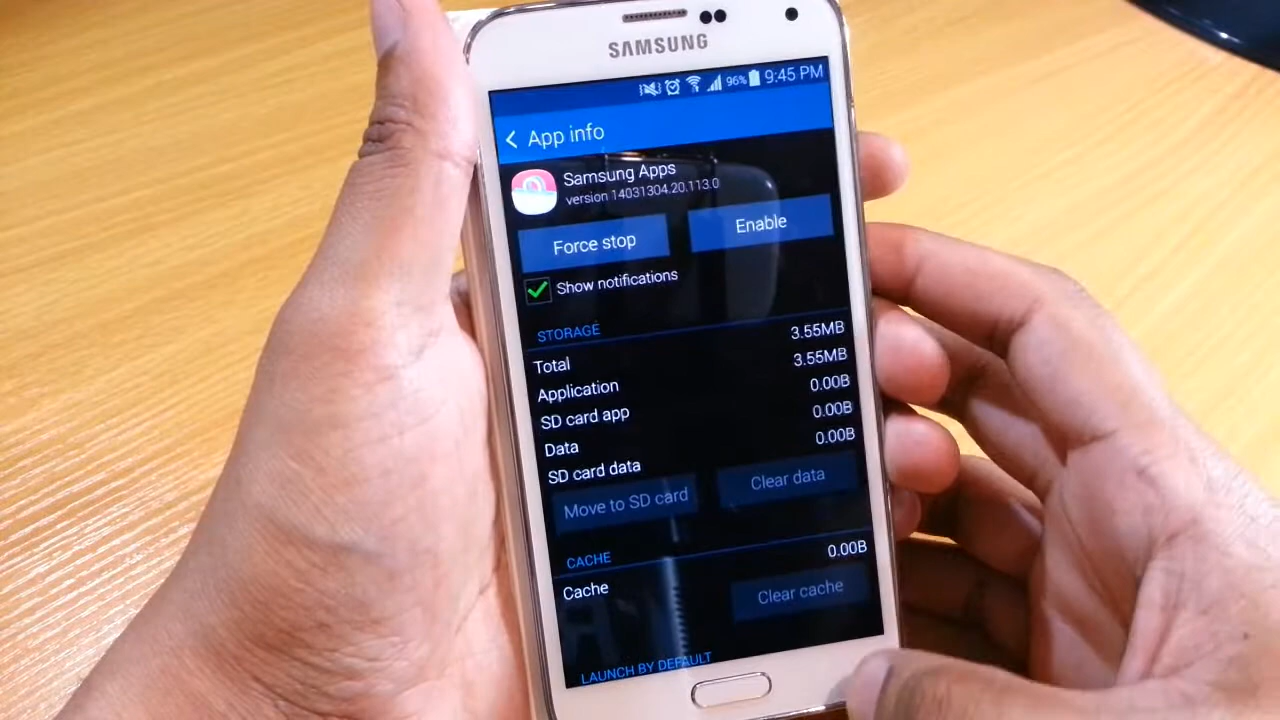 SAMSUNG
96% 9:45 PM
App info
Samsung Apps
version 14031304.20.113.0
Force stop Enable
Show notifications
STORAGE
Total 3.55MB
Application 3.55MB
SD card app 0.00B
Data 0.00B
SD card data 0.00B
Move to SD card Clear data
CACHE
Cache 0.00B
Clear cache
LAUNCH BY DEFAULT